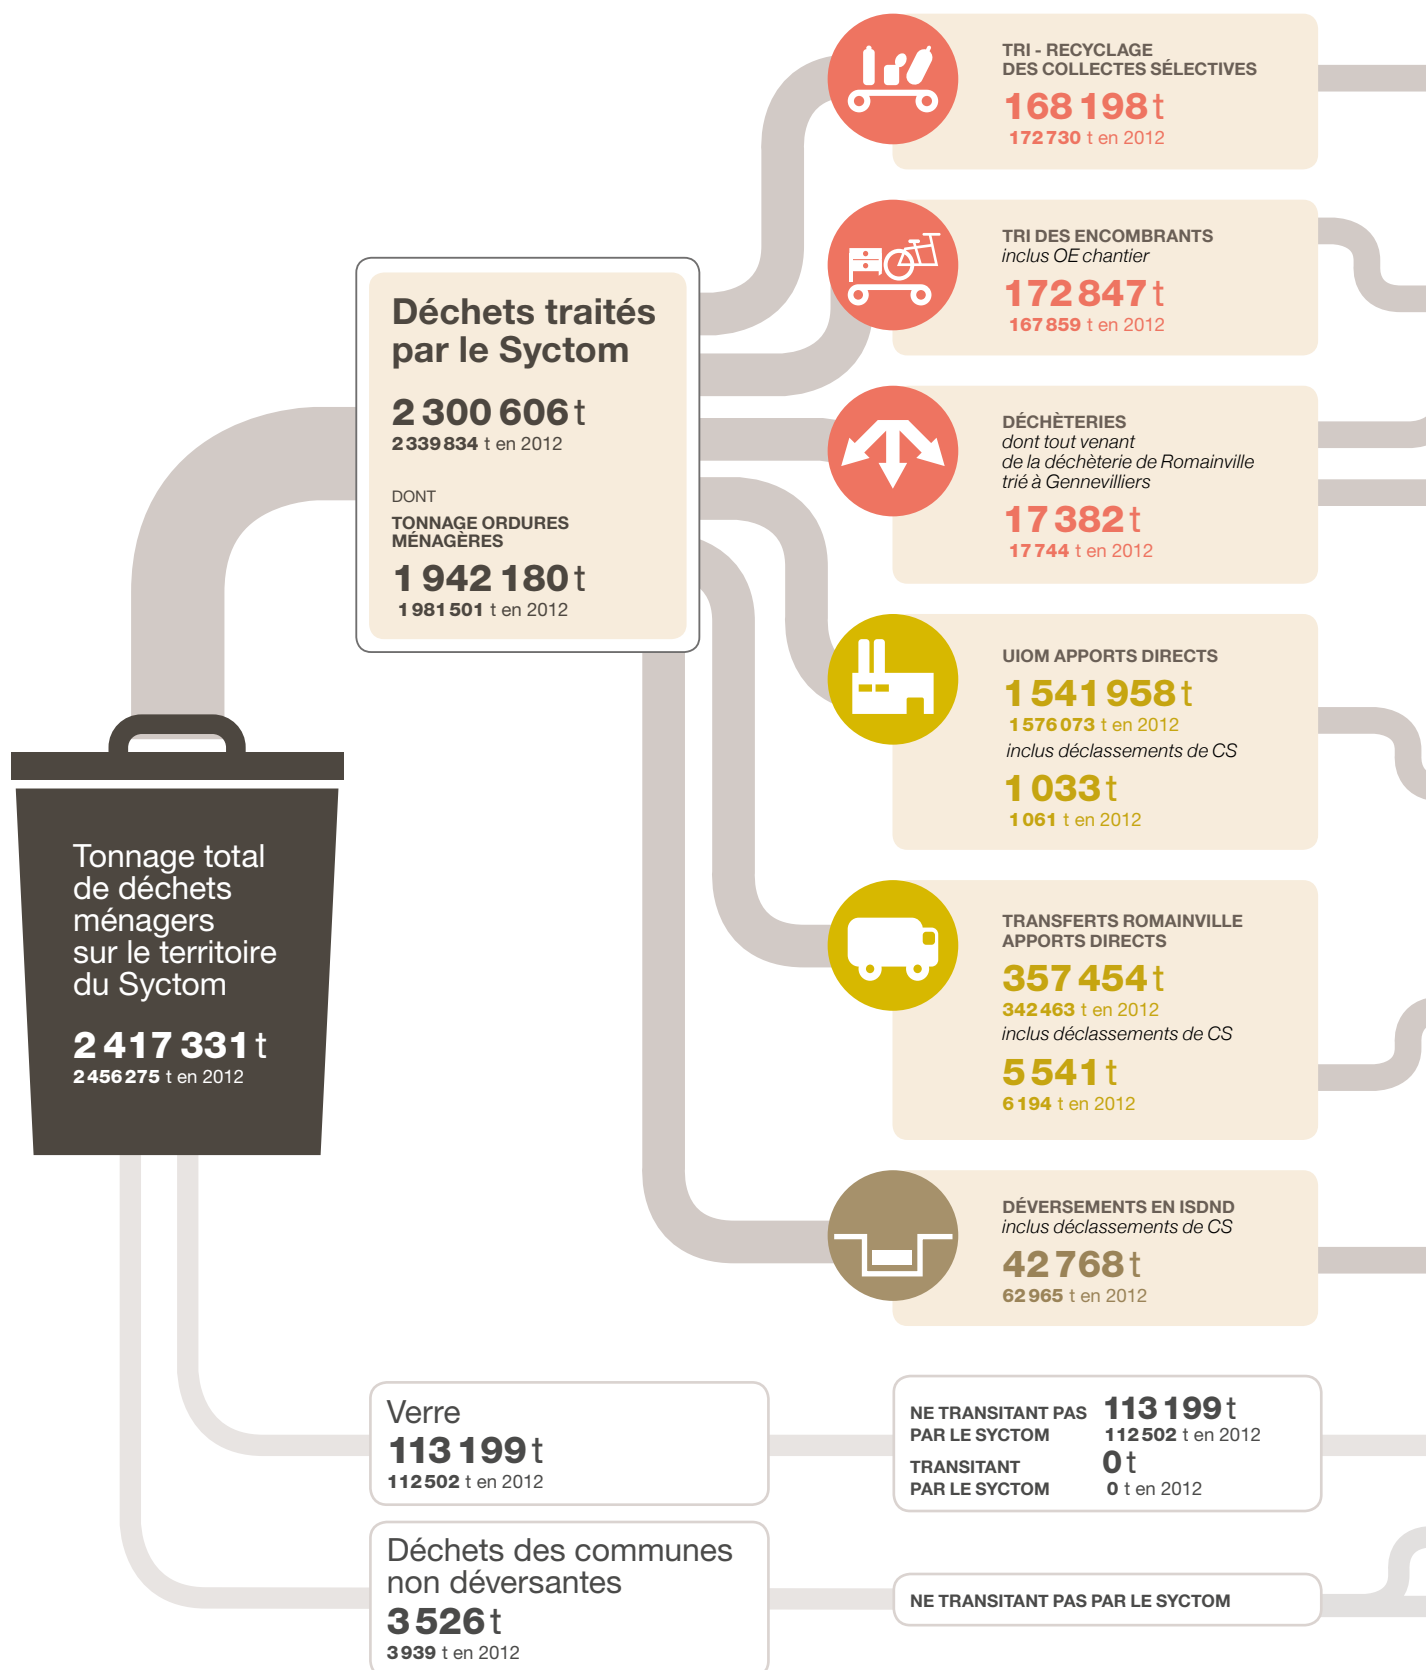 Tonnage total
de déchets
ménagers
sur le territoire
du Syctom
2 417 331 t
2 456 275 t en 2012
Déchets traités
par le Syctom
2 300 606 t
2 339 834 t en 2012
DONT
TONNAGE ORDURES
MÉNAGÈRES
1 942 180 t
1 981 501 t en 2012
TRI - RECYCLAGE
DES COLLECTES SÉLECTIVES
168 198 t
172 730 t en 2012
TRI DES ENCOMBRANTS
inclus OE chantier
172 847 t
167 859 t en 2012
DÉCHÈTERIES
dont tout venant
de la déchèterie de Romainville
trié à Gennevilliers
17 382 t
17 744 t en 2012
UIOM APPORTS DIRECTS
1 541 958 t
1 576 073 t en 2012
inclus déclassements de CS
1 033 t
1 061 t en 2012
TRANSFERTS ROMAINVILLE
APPORTS DIRECTS
357 454 t
342 463 t en 2012
inclus déclassements de CS
5 541 t
6 194 t en 2012
DÉVERSEMENTS EN ISDND
inclus déclassements de CS
42 768 t
62 965 t en 2012
Verre
113 199 t
112 502 t en 2012
NE TRANSITANT PAS 113 199 t
PAR LE SYCTOM 112 502 t en 2012
TRANSITANT 0 t
PAR LE SYCTOM 0 t en 2012
Déchets des communes
non déversantes
3 526 t
3 939 t en 2012
NE TRANSITANT PAS PAR LE SYCTOM